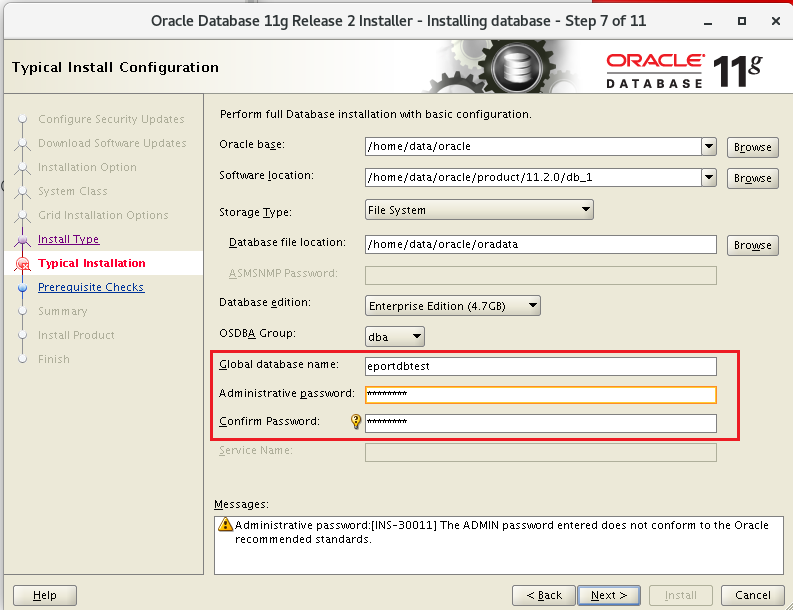 Oracle Database 11g Release 2 Installer - Installing database - Step 7 of 11
Typical Install Configuration
ORACLE
DATABASE
11g
Configure Security Updates
Download Software Updates
Installation Option
System Class
Grid Installation Options
Install Type
Typical Installation
Prerequisite Checks
Summary
Install Product
Finish
Perform full Database installation with basic configuration.
Oracle base: /home/data/oracle Browse
Software location: /home/data/oracle/product/11.2.0/db_1 Browse
Storage Type: File System
Database file location: /home/data/oracle/oradata Browse
ASMSNMP Password:
Database edition: Enterprise Edition (4.7GB)
OSDBA Group: dba
Global database name: eportdbtest
Administrative password: ********
Confirm Password: ********
Service Name:
Messages:
Administrative password:[INS-30011] The ADMIN password entered does not conform to the Oracle
recommended standards.
Help < Back Next > Install Cancel